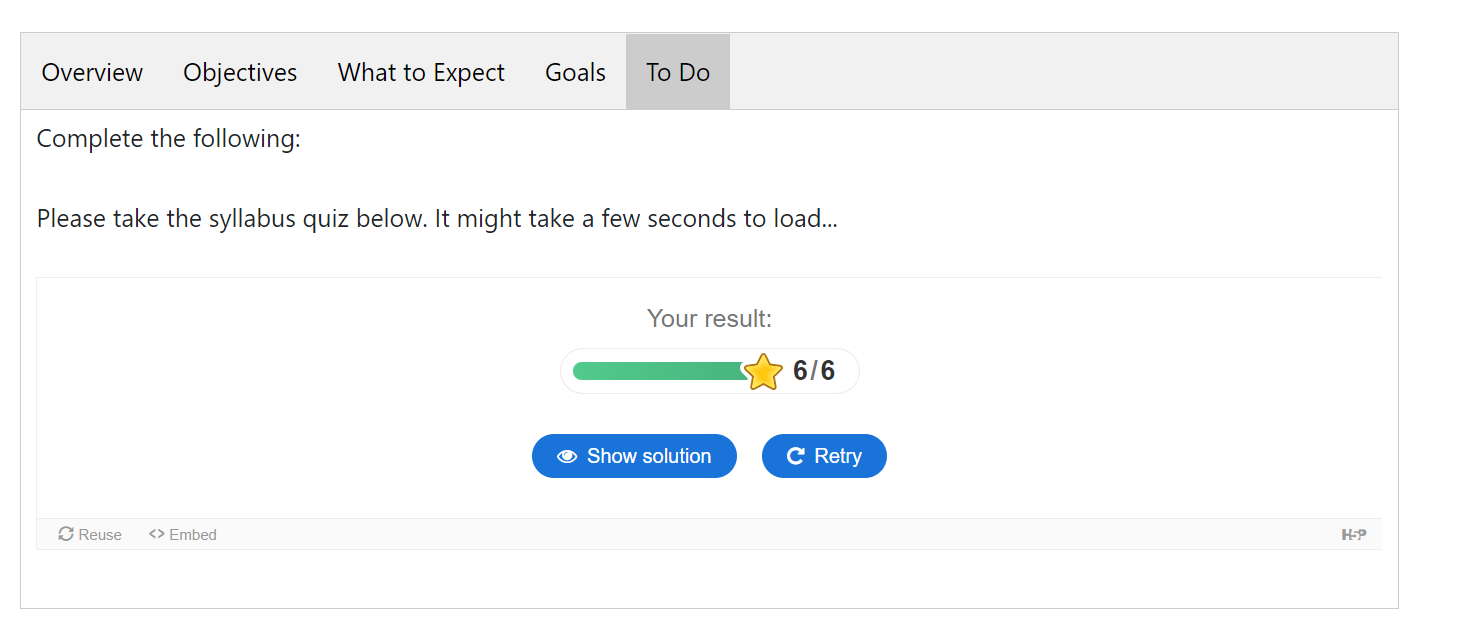 Overview Objectives What to Expect Goals To Do
Complete the following:
Please take the syllabus quiz below. It might take a few seconds to load...
Your result:
6/6
Show solution Retry
Reuse <> Embed H-P